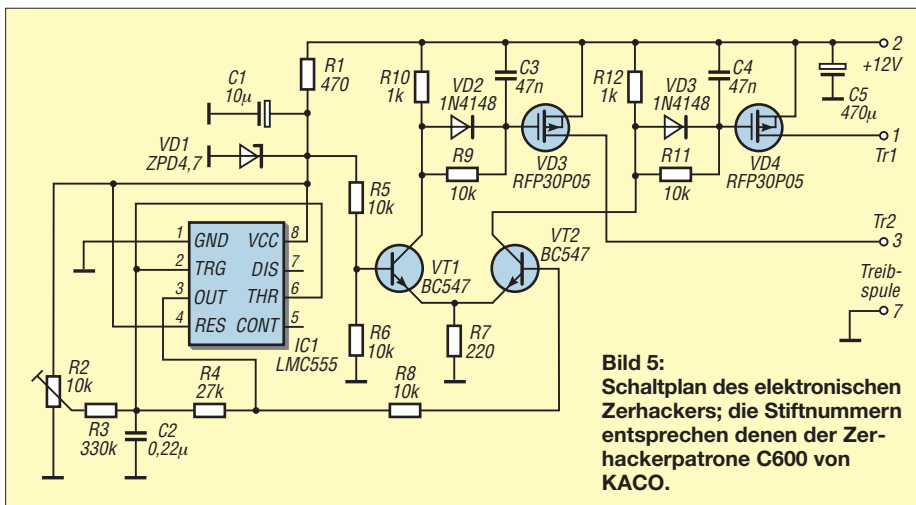 C1
10µ
R1
470
R10
1k
VD2
1N4148
C3
47n
R12
1k
VD3
1N4148
C4
47n
2
+12V
C5
470µ
VD1
ZPD4,7
R5
10k
R9
10k
VD3
RFP30P05
R11
10k
VD4
RFP30P05
1
Tr1
Tr2
3
1 GND VCC 8
2 TRG DIS 7
3 OUT THR 6
4 RES CONT 5
IC1
LMC555
VT1
BC547
VT2
BC547
Treib-
spule
7
R2
10k
R3
330k
R4
27k
C2
0,22µ
R6
10k
R8
10k
R7
220
Bild 5:
Schaltplan des elektronischen
Zerhackers; die Stiftnummern
entsprechen denen der Zer-
hackerpatrone C600 von
KACO.